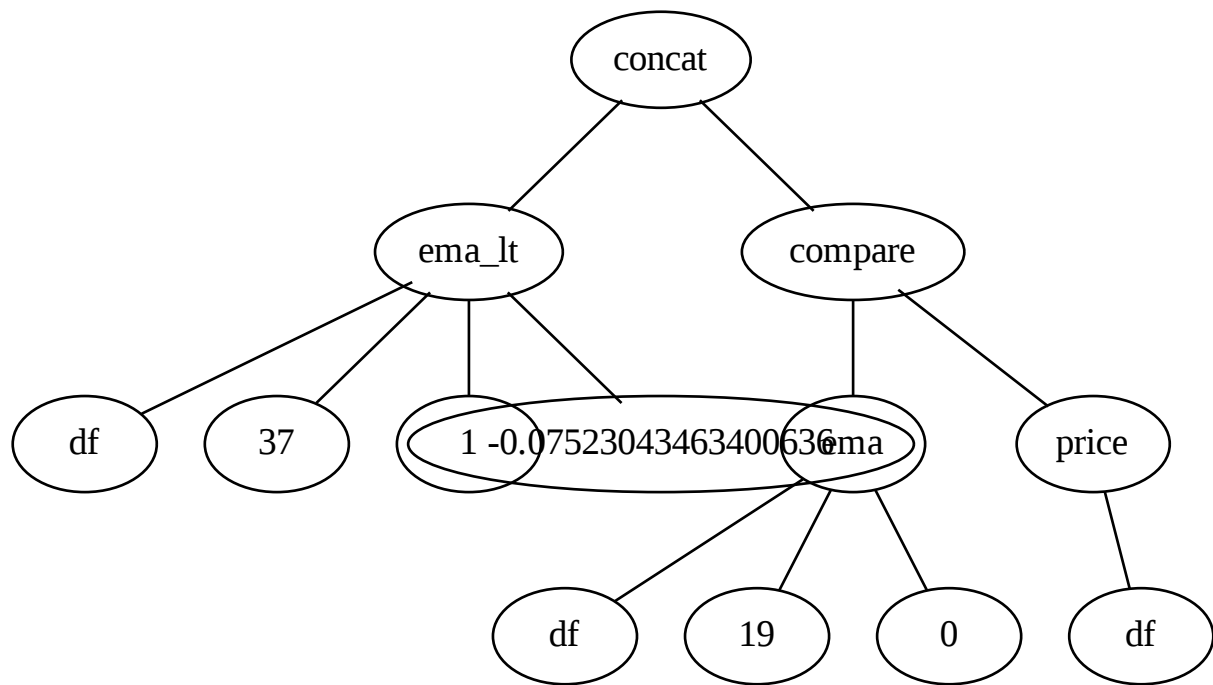 concat
ema_lt compare
df 37 1 -0.07523043463400636 ema price
df 19 0 df